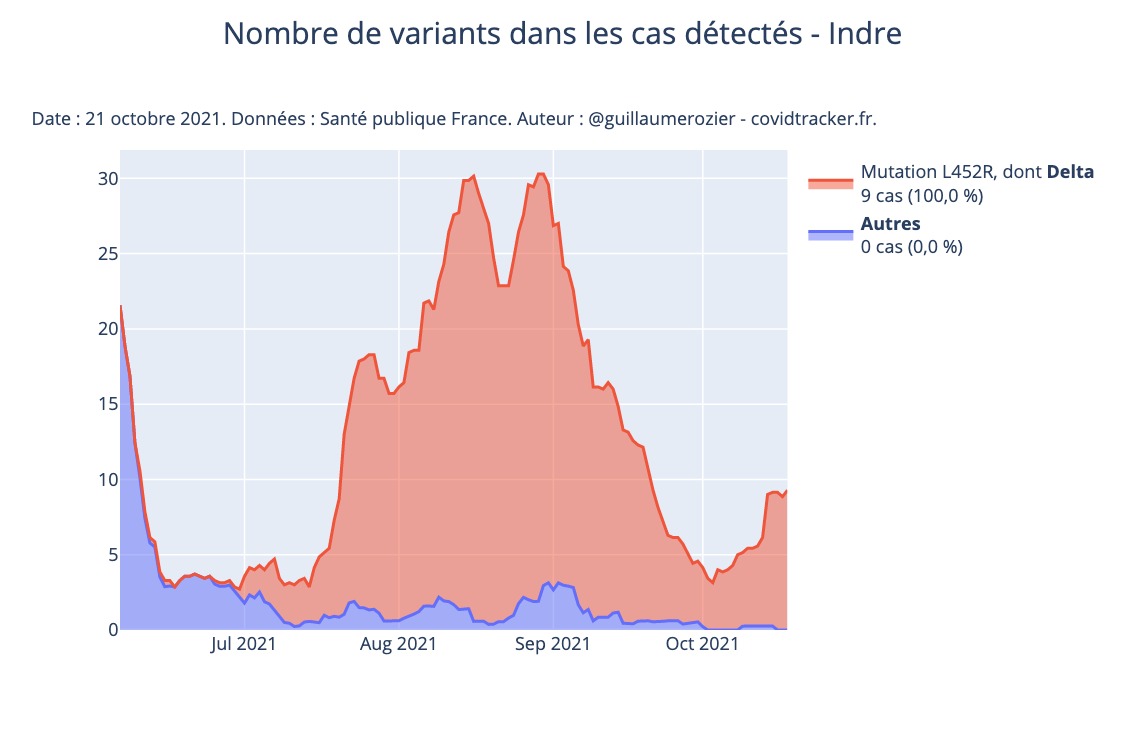 Nombre de variants dans les cas détectés - Indre
Date : 21 octobre 2021. Données : Santé publique France. Auteur : @guillaumerozier - covidtracker.fr.
Mutation L452R, dont Delta
9 cas (100,0 %)
Autres
0 cas (0,0 %)
30
25
20
15
10
5
0
Jul 2021
Aug 2021
Sep 2021
Oct 2021